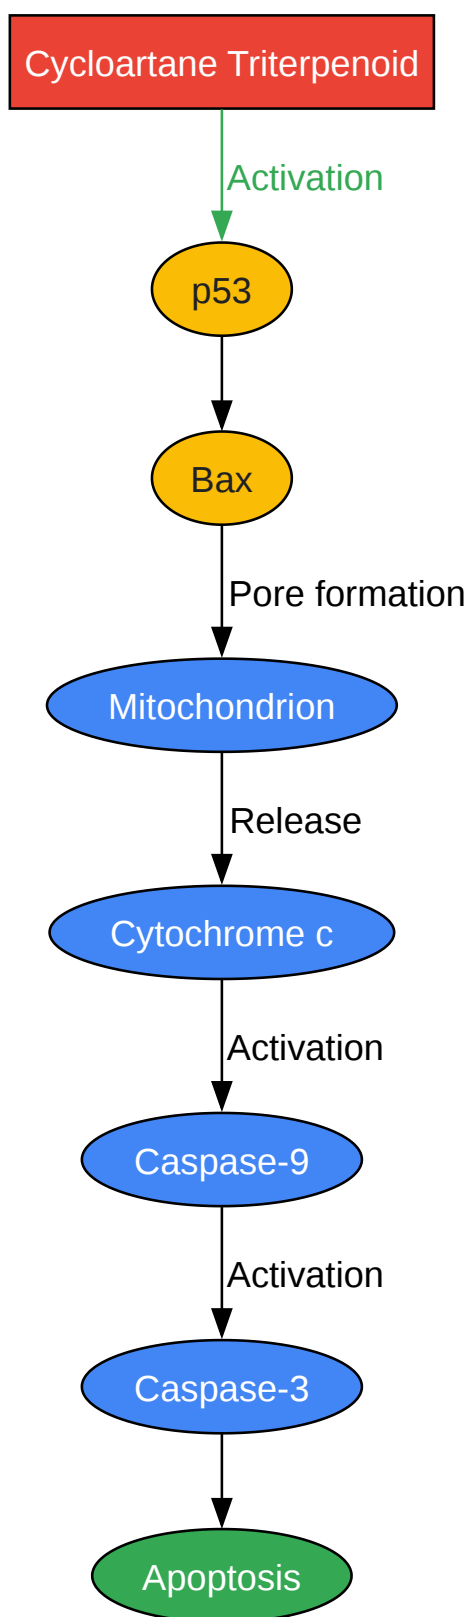 Cycloartane Triterpenoid
Activation
p53
Bax
Pore formation
Mitochondrion
Release
Cytochrome c
Activation
Caspase-9
Activation
Caspase-3
Apoptosis